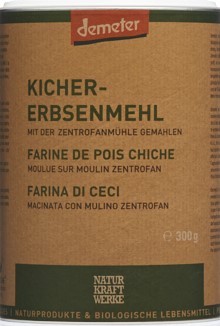 demeter
KICHER-
ERBSENMEHL
MIT DER ZENTROFANMÜHLE GEMAHLEN
FARINE DE POIS CHICHE
MOULUE SUR MOULIN ZENTROFAN
FARINA DI CECI
MACINATA CON MULINO ZENTROFAN
℮ 300g
NATUR
KRAFT
WERKE
NATURPRODUKTE & BIOLOGISCHE LEBENSMITTEL